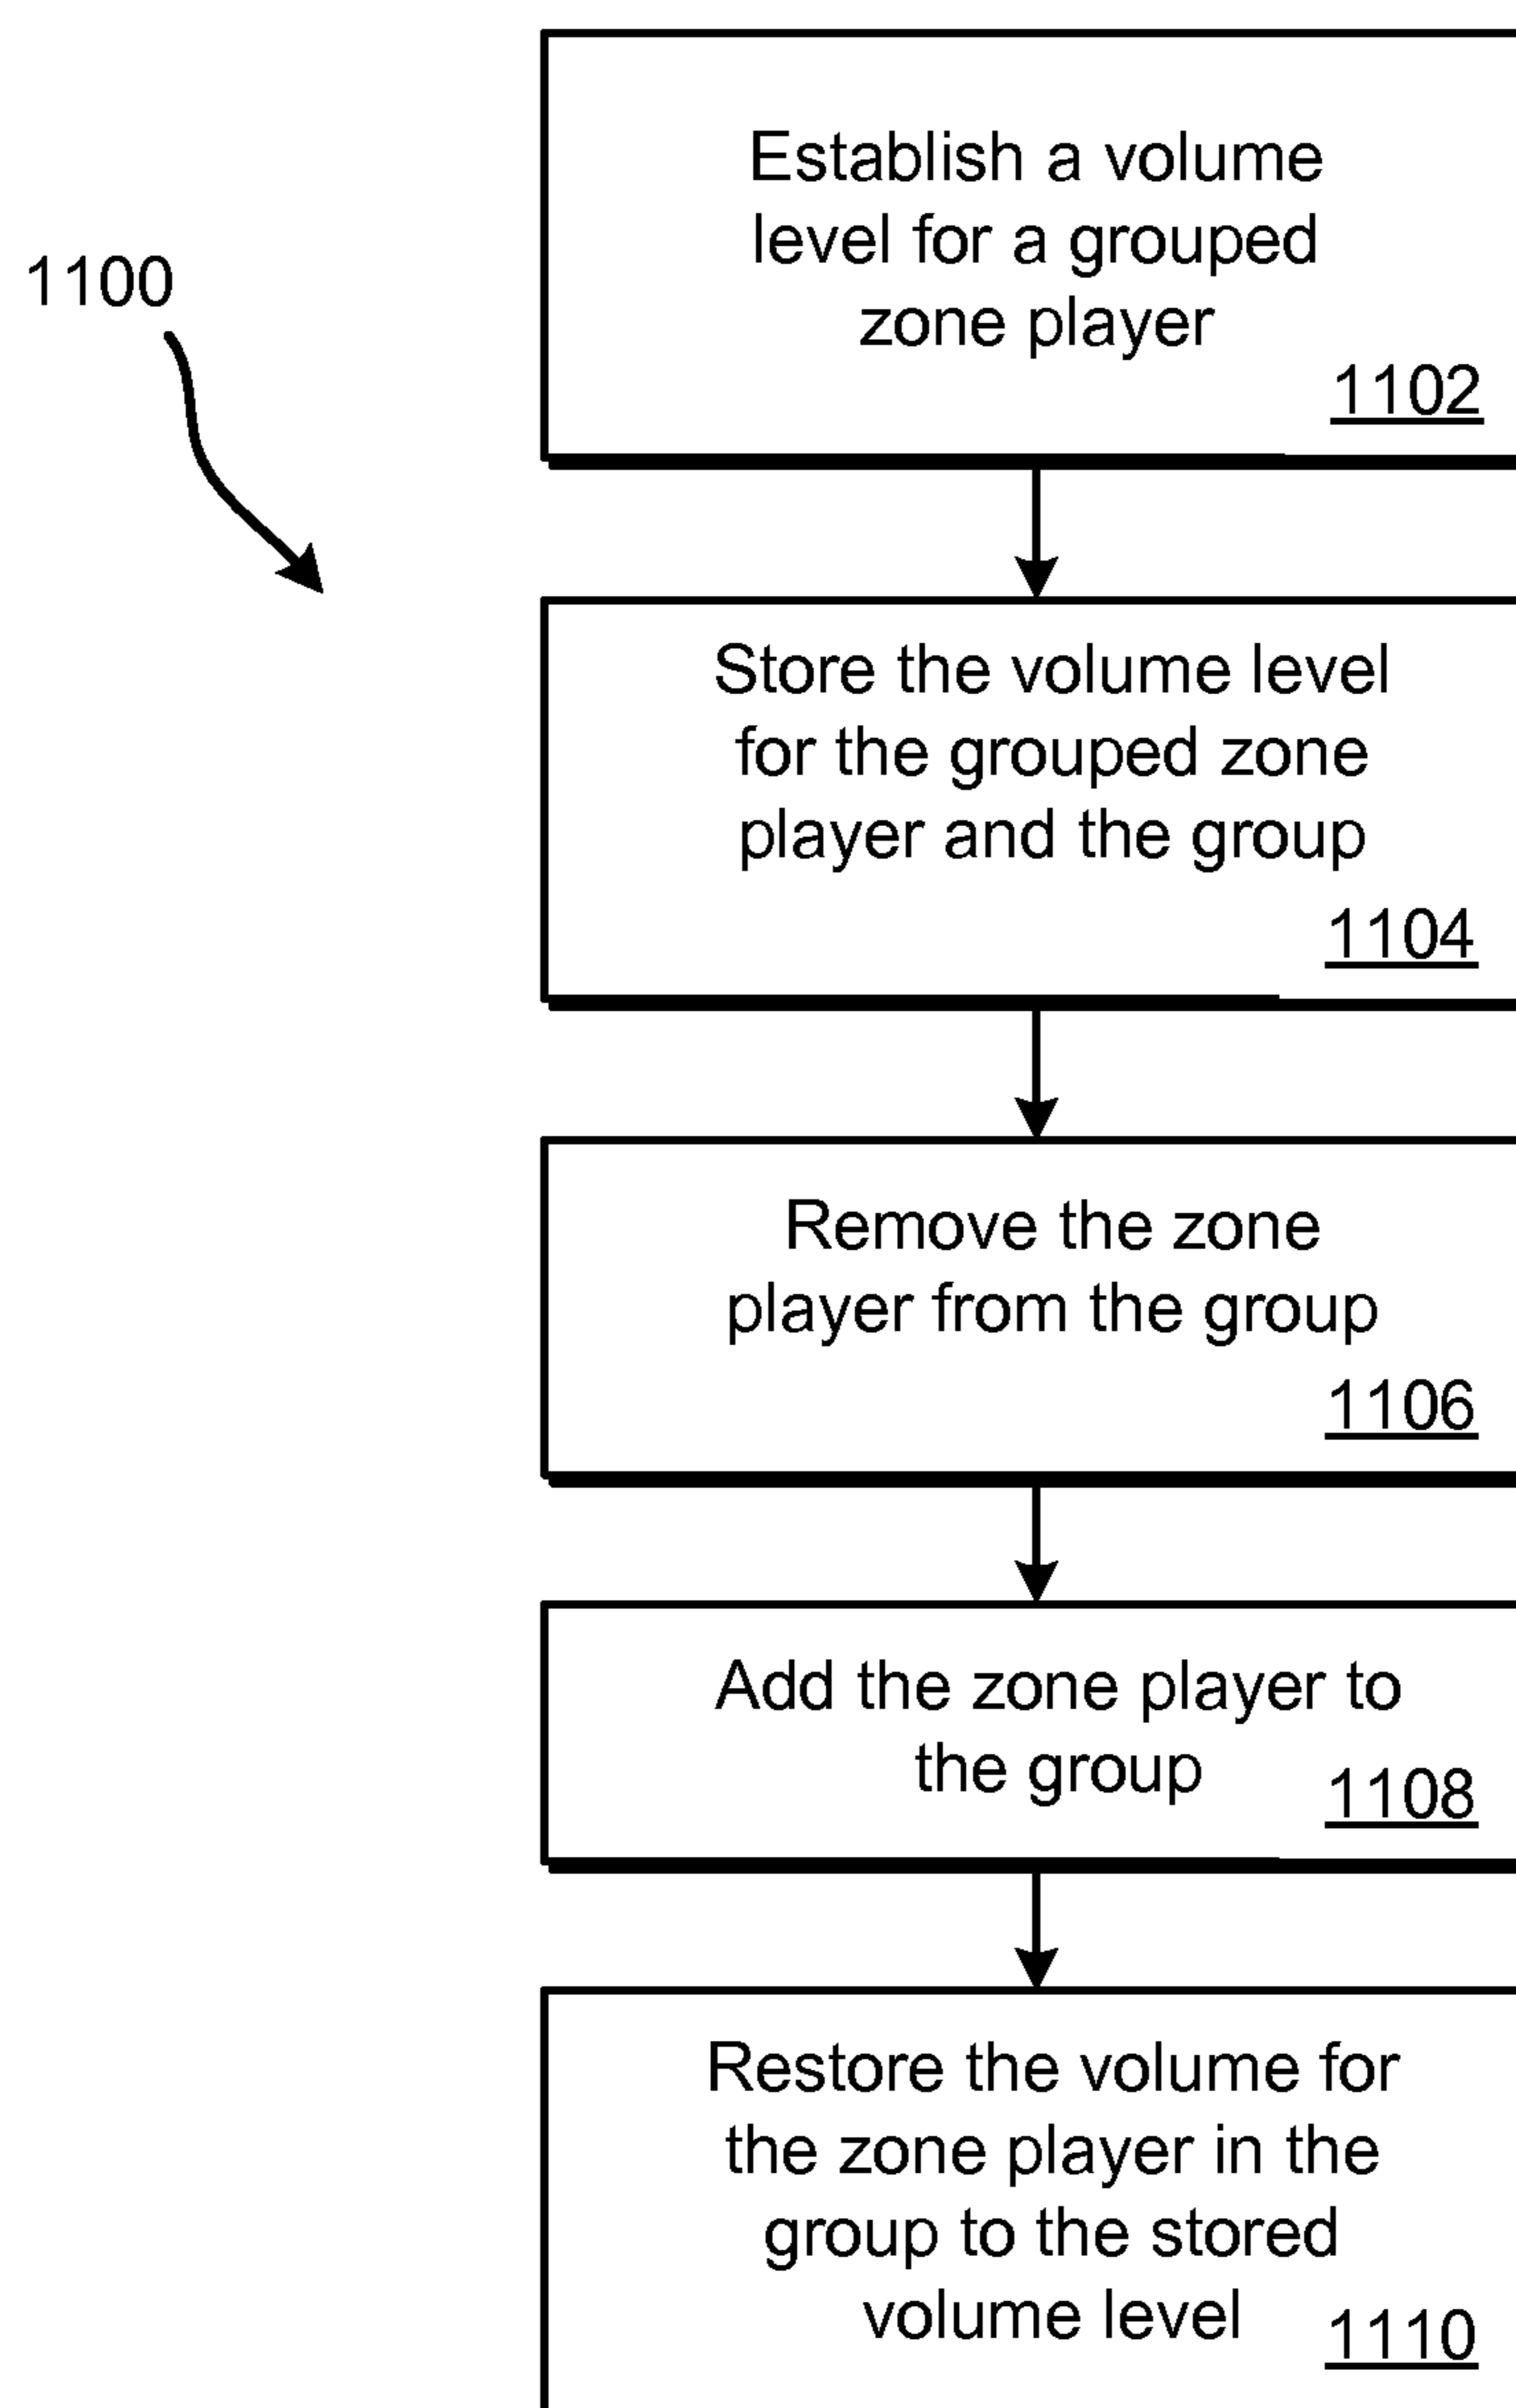 1100
Establish a volume
level for a grouped
zone player
1102
Store the volume level
for the grouped zone
player and the group
1104
Remove the zone
player from the group
1106
Add the zone player to
the group
1108
Restore the volume for
the zone player in the
group to the stored
volume level
1110